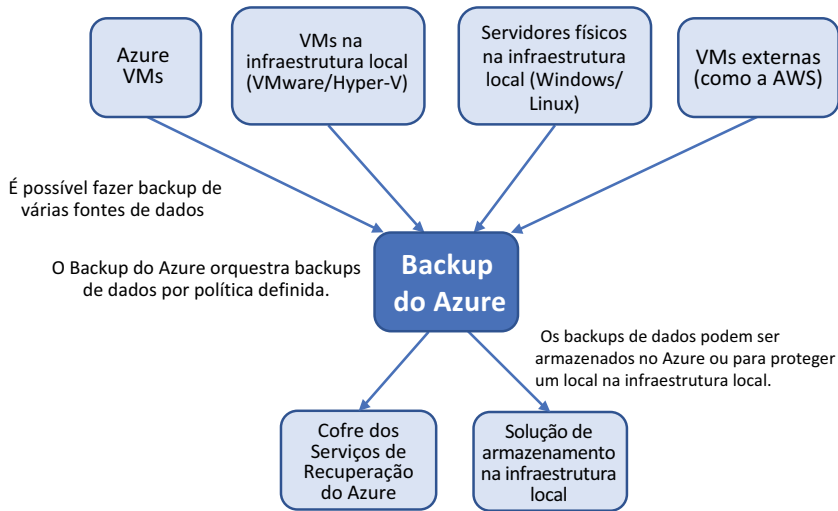 Azure
VMs
VMs na
infraestrutura local
(VMware/Hyper-V)
Servidores físicos
na infraestrutura
local (Windows/
Linux)
VMs externas
(como a AWS)
É possível fazer backup de
várias fontes de dados
O Backup do Azure orquestra backups
de dados por política definida.
Backup
do Azure
Os backups de dados podem ser
armazenados no Azure ou para proteger
um local na infraestrutura local.
Cofre dos
Serviços de
Recuperação
do Azure
Solução de
armazenamento
na infraestrutura
local